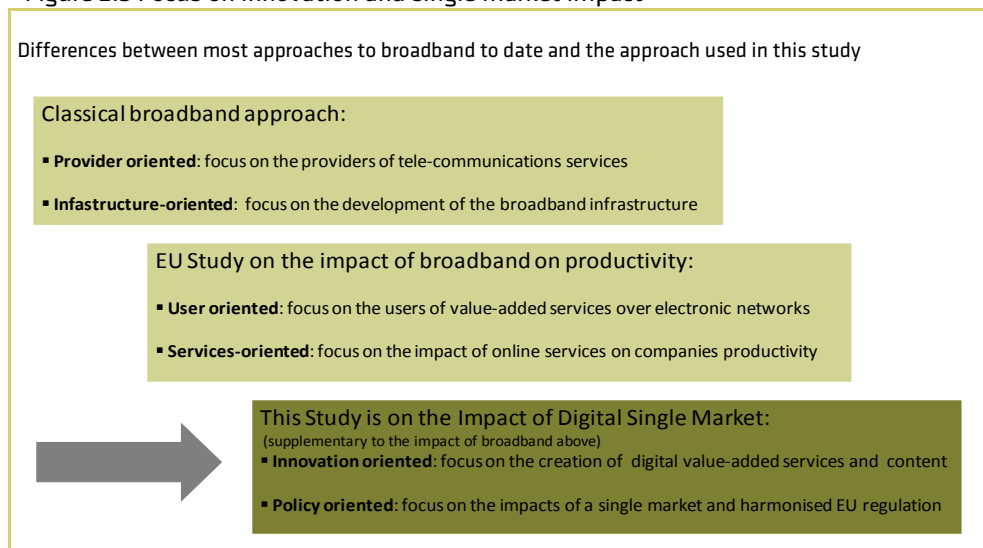 Differences between most approaches to broadband to date and the approach used in this study
Classical broadband approach:
▪ Provider oriented: focus on the providers of tele-communications services
▪ Infastructure-oriented: focus on the development of the broadband infrastructure
EU Study on the impact of broadband on productivity:
▪ User oriented: focus on the users of value-added services over electronic networks
▪ Services-oriented: focus on the impact of online services on companies productivity
This Study is on the Impact of Digital Single Market:
(supplementary to the impact of broadband above)
▪ Innovation oriented: focus on the creation of digital value-added services and content
▪ Policy oriented: focus on the impacts of a single market and harmonised EU regulation